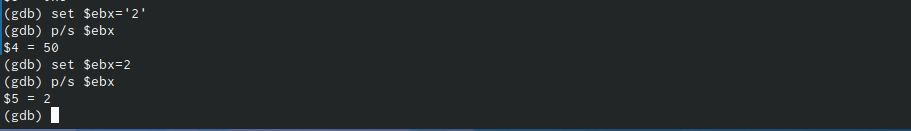 (gdb) set $ebx='2'
(gdb) p/s $ebx
$4 = 50
(gdb) set $ebx=2
(gdb) p/s $ebx
$5 = 2
(gdb)